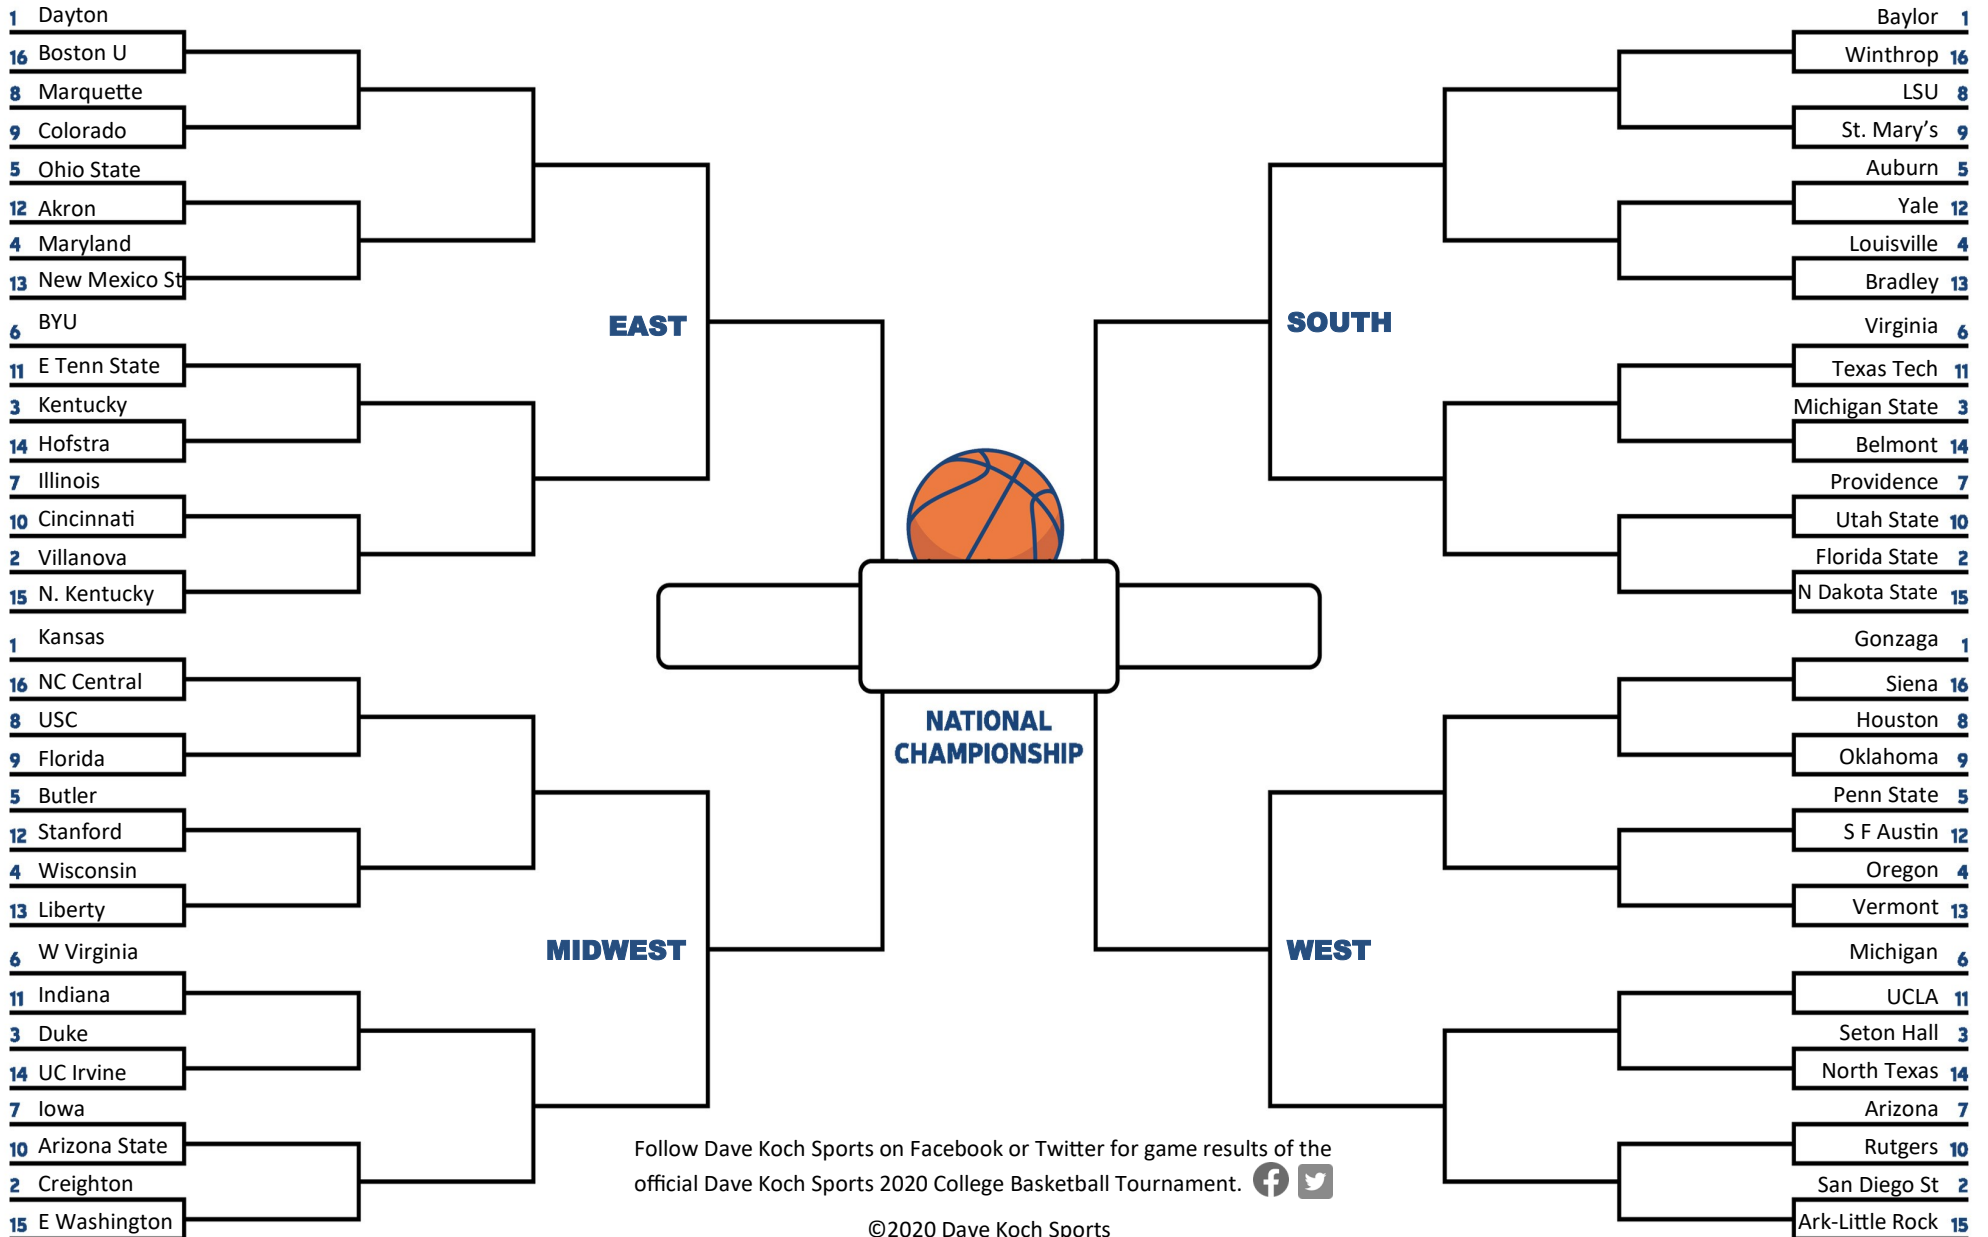 1 Dayton
16 Boston U
8 Marquette
9 Colorado
5 Ohio State
12 Akron
4 Maryland
13 New Mexico St
6 BYU
11 E Tenn State
3 Kentucky
14 Hofstra
7 Illinois
10 Cincinnati
2 Villanova
15 N. Kentucky
EAST
1 Kansas
16 NC Central
8 USC
9 Florida
5 Butler
12 Stanford
4 Wisconsin
13 Liberty
6 W Virginia
11 Indiana
3 Duke
14 UC Irvine
7 Iowa
10 Arizona State
2 Creighton
15 E Washington
MIDWEST
NATIONAL
CHAMPIONSHIP
Baylor 1
Winthrop 16
LSU 8
St. Mary’s 9
Auburn 5
Yale 12
Louisville 4
Bradley 13
Virginia 6
Texas Tech 11
Michigan State 3
Belmont 14
Providence 7
Utah State 10
Florida State 2
N Dakota State 15
SOUTH
Gonzaga 1
Siena 16
Houston 8
Oklahoma 9
Penn State 5
S F Austin 12
Oregon 4
Vermont 13
Michigan 6
UCLA 11
Seton Hall 3
North Texas 14
Arizona 7
Rutgers 10
San Diego St 2
Ark-Little Rock 15
WEST
Follow Dave Koch Sports on Facebook or Twitter for game results of the
official Dave Koch Sports 2020 College Basketball Tournament.
©2020 Dave Koch Sports